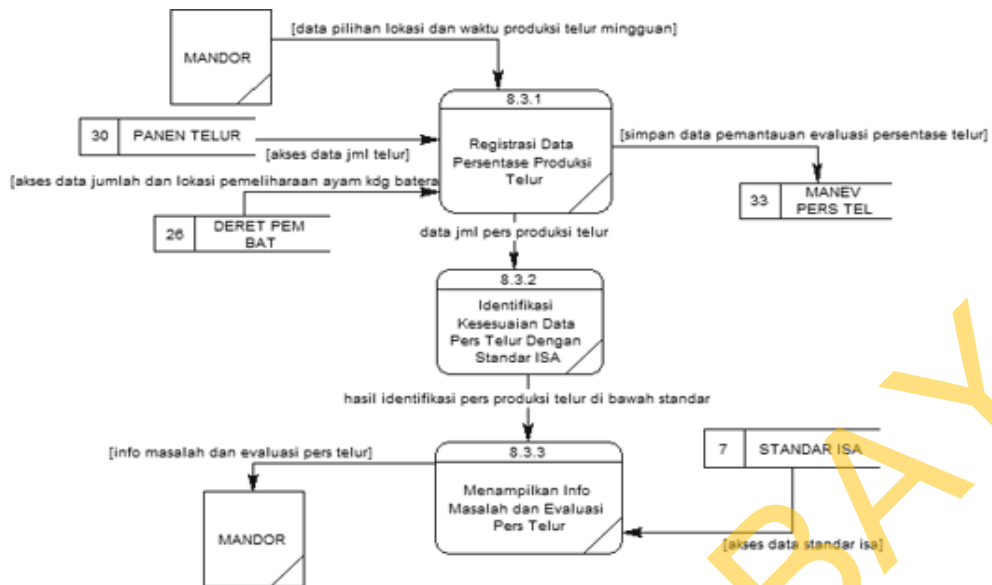 [data pilihan lokasi dan waktu produksi telur mingguan]
MANDOR
8.3.1
Registrasi Data
Persentase Produksi
Telur
30 PANEN TELUR
[akses data jml telur]
[simpan data pemantauan evaluasi persentase telur]
[akses data jumlah dan lokasi pemeliharaan ayam kdg batera
26 DERET PEM
BAT
33 MANEV
PERS TEL
data jml pers produksi telur
8.3.2
Identifikasi
Kesesuaian Data
Pers Telur Dengan
Standar ISA
hasil identifikasi pers produksi telur di bawah standar
[info masalah dan evaluasi pers telur]
8.3.3
Menampilkan Info
Masalah dan Evaluasi
Pers Telur
7 STANDAR ISA
MANDOR
[akses data standar isa]
BAY